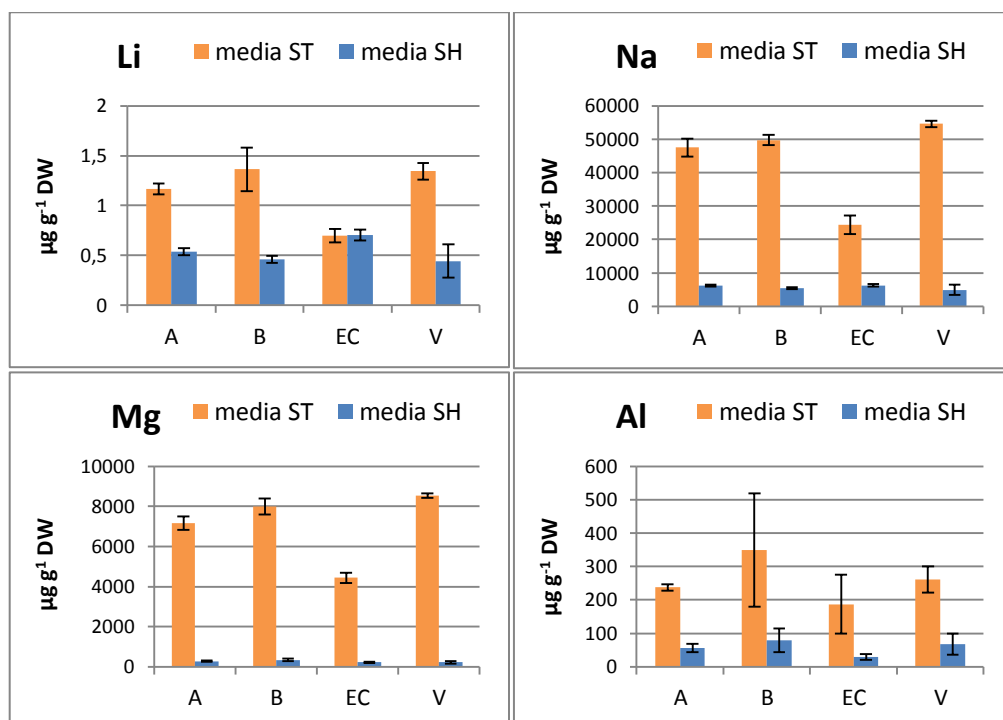 Li media ST media SH
µg g⁻¹ DW
2
1,5
1
0,5
0
A B EC V
Na media ST media SH
µg g⁻¹ DW
60000
50000
40000
30000
20000
10000
0
A B EC V
Mg media ST media SH
µg g¹ DW
10000
8000
6000
4000
2000
0
A B EC V
Al media ST media SH
µg g⁻¹ DW
600
500
400
300
200
100
0
A B EC V